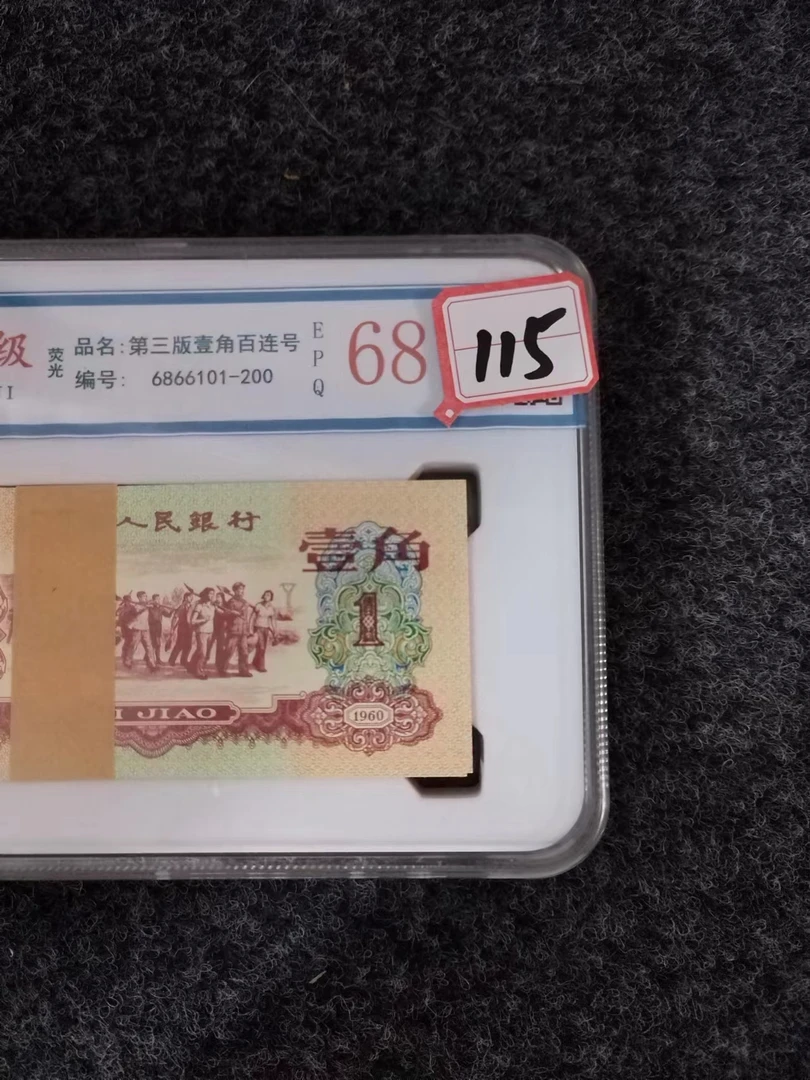 级
荧光
品名:第三版壹角百连号
编号: 6866101-200
EPQ
68
115
人民銀行
壹角
1
JIAO
1960